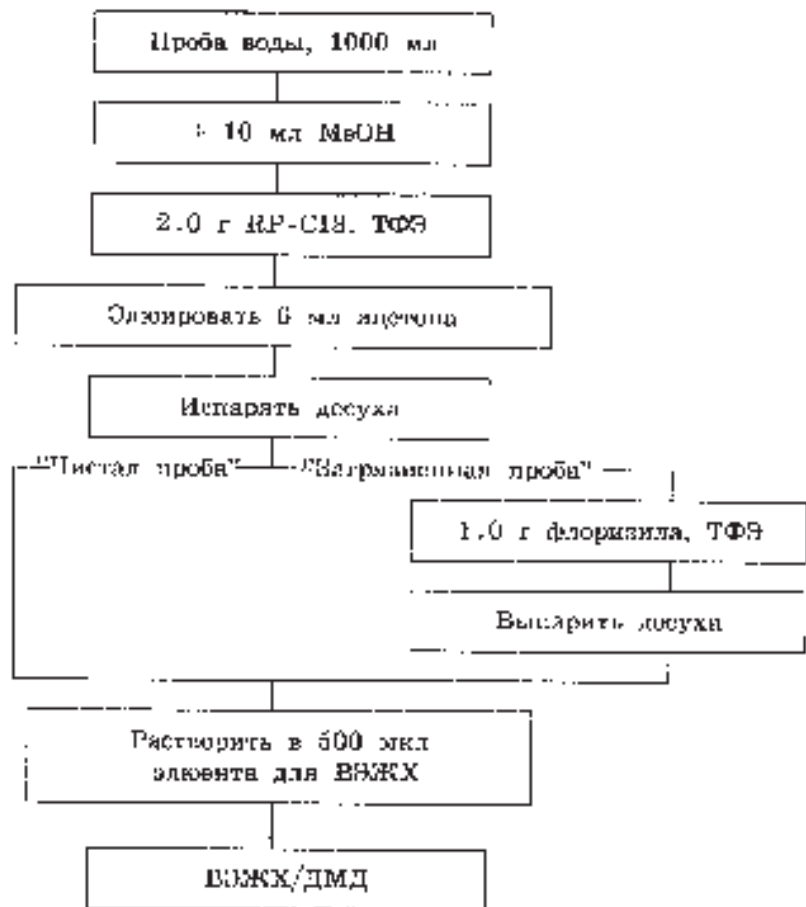 Проба воды, 1000 мл
+ 10 мл МеОН
2.0 г RP-C18, ТФЭ
Элюировать 6 мл ацетона
Испарять досуха
"Чистая проба" "Загрязненная проба"
1.0 г флоризила, ТФЭ
Выпарить досуха
Растворить в 500 мкл
элюента для ВЭЖХ
ВЭЖХ/ДМД